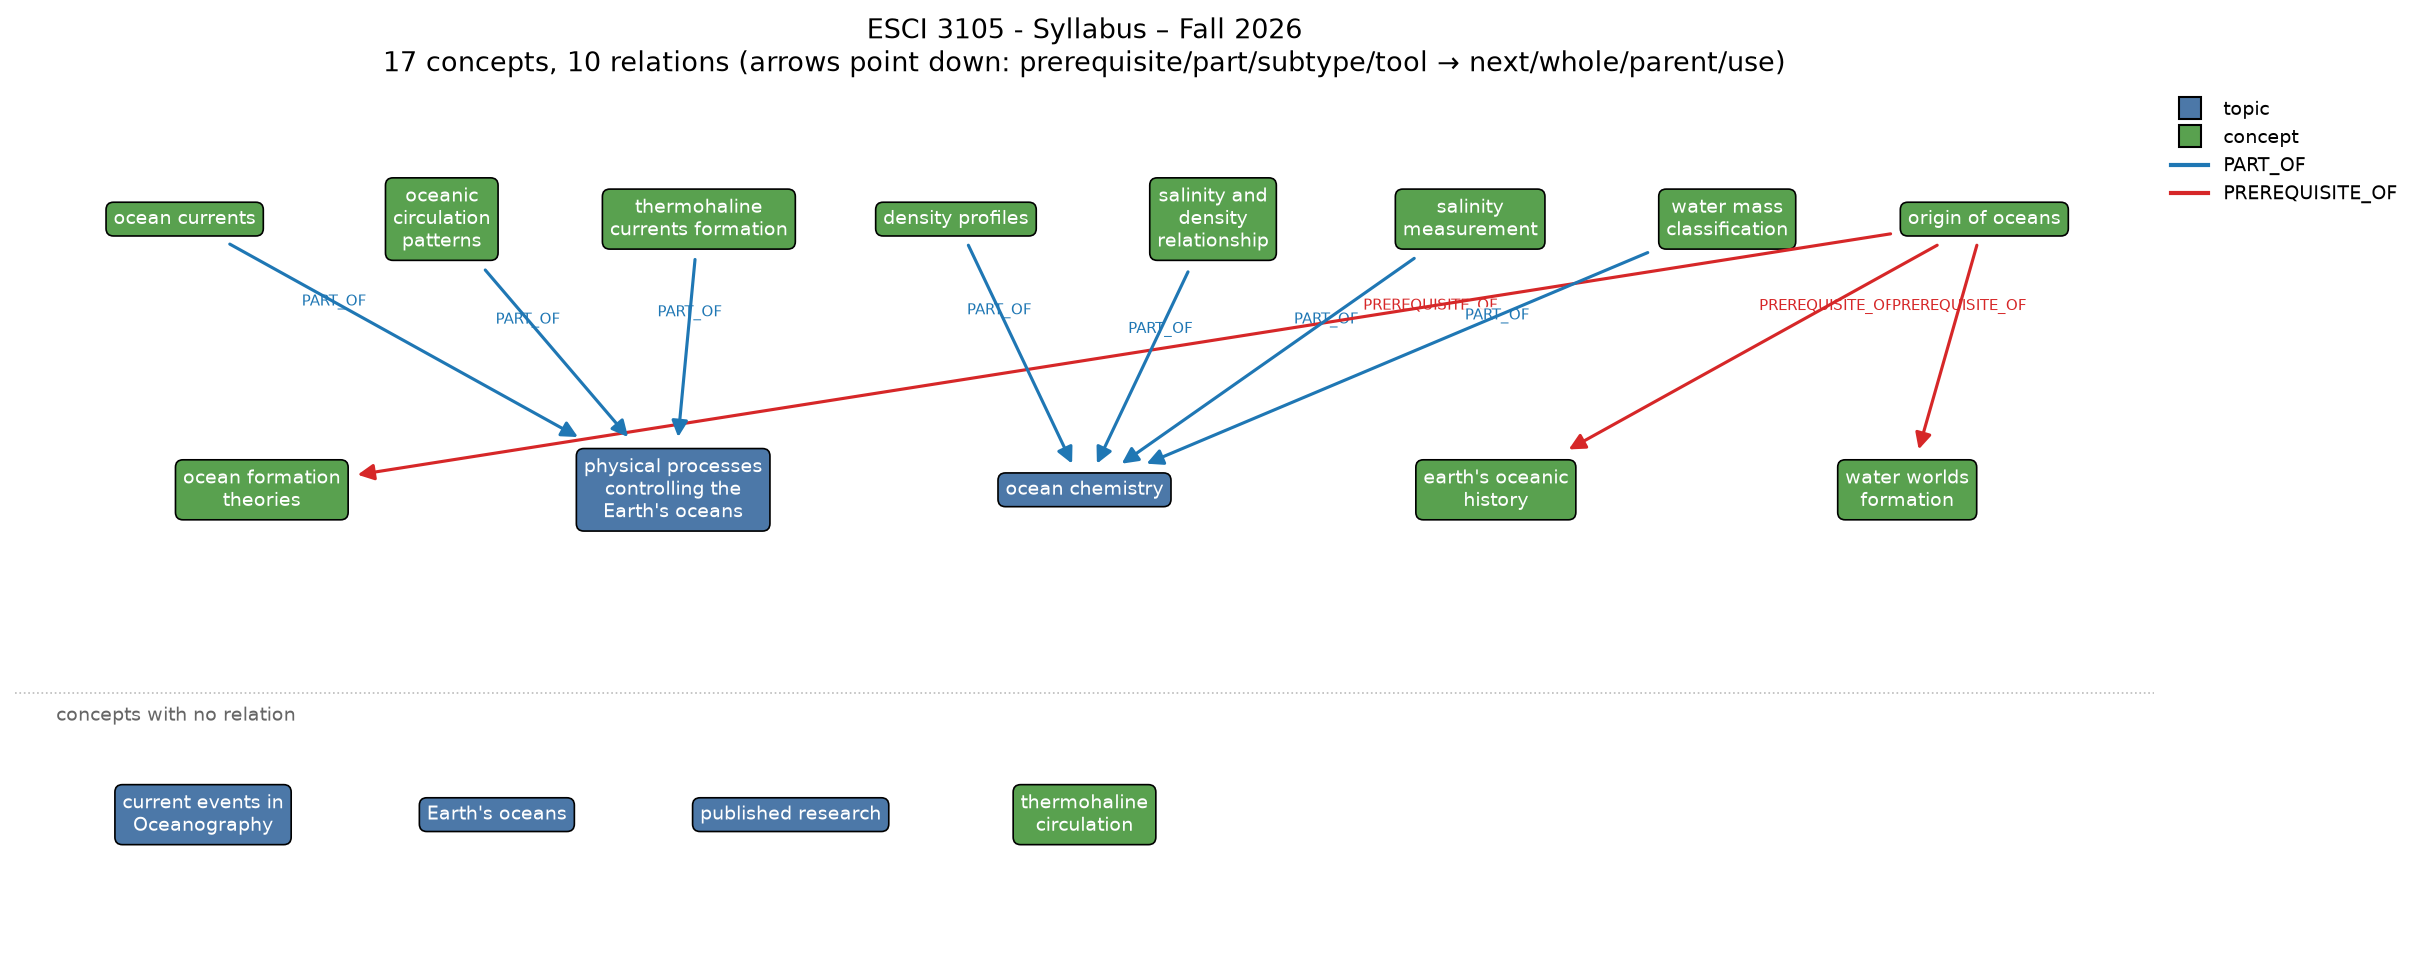 ESCI 3105 - Syllabus – Fall 2026
17 concepts, 10 relations (arrows point down: prerequisite/part/subtype/tool → next/whole/parent/use)
topic
concept
PART_OF
PREREQUISITE_OF
ocean currents
oceanic
circulation
patterns
thermohaline
currents formation
density profiles
salinity and
density
relationship
salinity
measurement
water mass
classification
origin of oceans
PART_OF
PART_OF
PART_OF
PART_OF
PART_OF
PART_OF
PREREQUISITE_OF
PART_OF
PREREQUISITE_OF
PREREQUISITE_OF
ocean formation
theories
physical processes
controlling the
Earth's oceans
ocean chemistry
earth's oceanic
history
water worlds
formation
concepts with no relation
current events in
Oceanography
Earth's oceans
published research
thermohaline
circulation